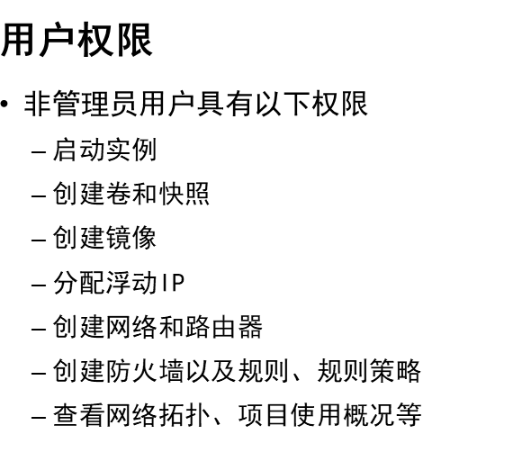 用户权限
• 非管理员用户具有以下权限
– 启动实例
– 创建卷和快照
– 创建镜像
– 分配浮动IP
– 创建网络和路由器
– 创建防火墙以及规则、规则策略
– 查看网络拓扑、项目使用概况等